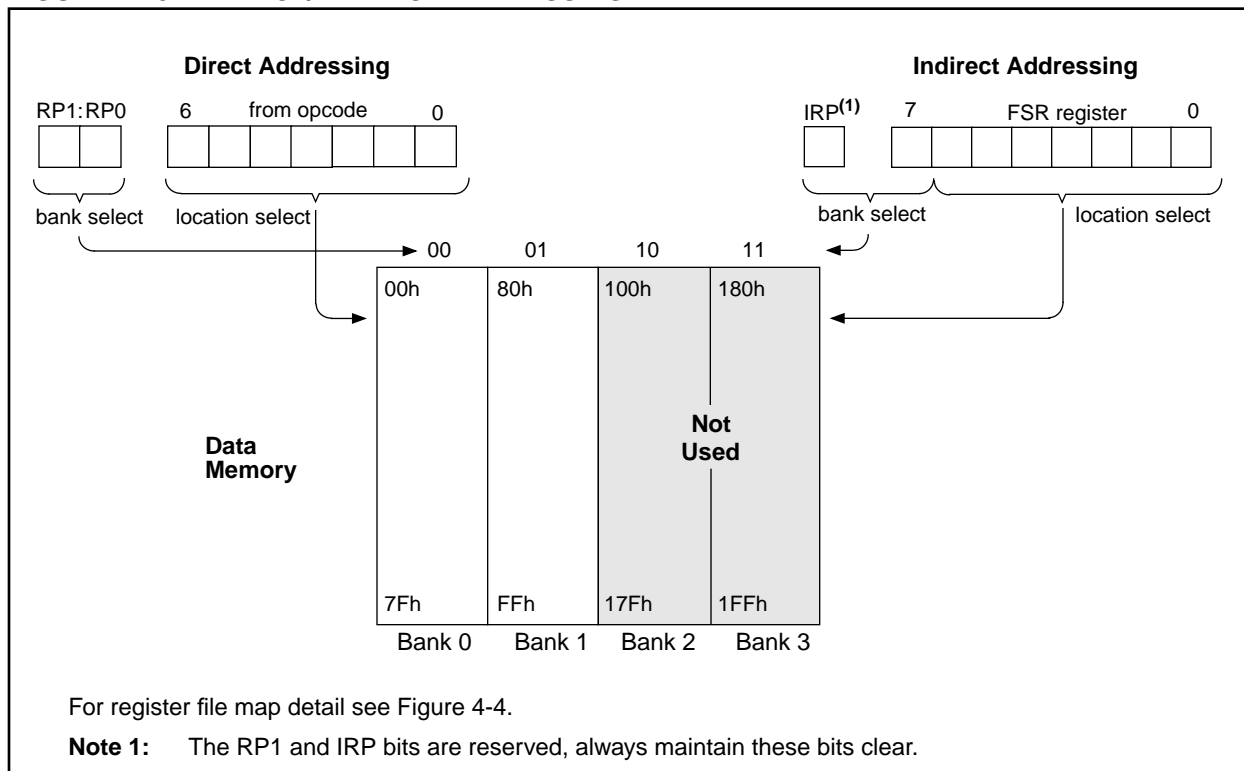 Direct Addressing
Indirect Addressing
RP1:RP0 6 from opcode 0
IRP(1) 7 FSR register 0
bank select location select
bank select location select
00 01 10 11
00h 80h 100h 180h
Not
Used
Data
Memory
7Fh FFh 17Fh 1FFh
Bank 0 Bank 1 Bank 2 Bank 3
For register file map detail see Figure 4-4.
Note 1: The RP1 and IRP bits are reserved, always maintain these bits clear.